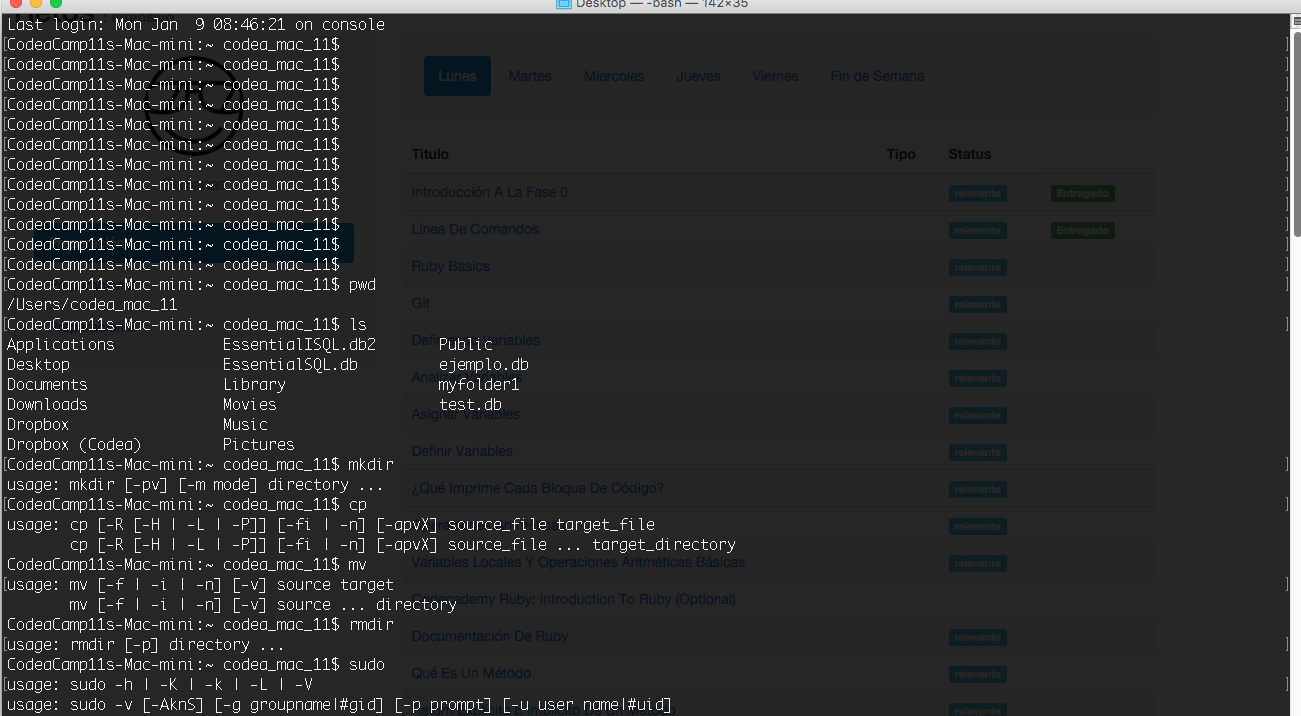 Desktop — -bash — 142×35
Last login: Mon Jan  9 08:46:21 on console
[CodeaCamp11s-Mac-mini:~ codea_mac_11$ ]
[CodeaCamp11s-Mac-mini:~ codea_mac_11$ ]
[CodeaCamp11s-Mac-mini:~ codea_mac_11$ ]
[CodeaCamp11s-Mac-mini:~ codea_mac_11$ ]
[CodeaCamp11s-Mac-mini:~ codea_mac_11$ ]
[CodeaCamp11s-Mac-mini:~ codea_mac_11$ ]
[CodeaCamp11s-Mac-mini:~ codea_mac_11$ ]
[CodeaCamp11s-Mac-mini:~ codea_mac_11$ ]
[CodeaCamp11s-Mac-mini:~ codea_mac_11$ ]
[CodeaCamp11s-Mac-mini:~ codea_mac_11$ ]
[CodeaCamp11s-Mac-mini:~ codea_mac_11$ ]
[CodeaCamp11s-Mac-mini:~ codea_mac_11$ ]
[CodeaCamp11s-Mac-mini:~ codea_mac_11$ pwd ]
/Users/codea_mac_11
[CodeaCamp11s-Mac-mini:~ codea_mac_11$ ls ]
Applications EssentialISQL.db2 Public
Desktop EssentialSQL.db ejemplo.db
Documents Library myfolder1
Downloads Movies test.db
Dropbox Music
Dropbox (Codea) Pictures
[CodeaCamp11s-Mac-mini:~ codea_mac_11$ mkdir ]
usage: mkdir [-pv] [-m mode] directory ...
[CodeaCamp11s-Mac-mini:~ codea_mac_11$ cp ]
usage: cp [-R [-H | -L | -P]] [-fi | -n] [-apvX] source_file target_file
cp [-R [-H | -L | -P]] [-fi | -n] [-apvX] source_file ... target_directory
CodeaCamp11s-Mac-mini:~ codea_mac_11$ mv
[usage: mv [-f | -i | -n] [-v] source target ]
mv [-f | -i | -n] [-v] source ... directory
CodeaCamp11s-Mac-mini:~ codea_mac_11$ rmdir
[usage: rmdir [-p] directory ... ]
CodeaCamp11s-Mac-mini:~ codea_mac_11$ sudo
[usage: sudo -h | -K | -k | -L | -V ]
usage: sudo -v [-AknS] [-g groupname|#gid] [-p prompt] [-u user name|#uid]
Lunes Martes Miercoles Jueves Viernes Fin de Semana
Título Tipo Status
Introducción A La Fase 0 relevante Entregado
Línea De Comandos relevante Entregado
Ruby Basics relevante
Git relevante
Variables relevante
Analizar Variables relevante
Asignar Variables relevante
Definir Variables relevante
¿Qué Imprime Cada Bloque De Código? relevante
relevante
Variables Locales Y Operaciones Aritméticas Básicas relevante
Codecademy Ruby: Introduction To Ruby (Optional)
Documentación De Ruby relevante
Qué Es Un Método relevante
relevante